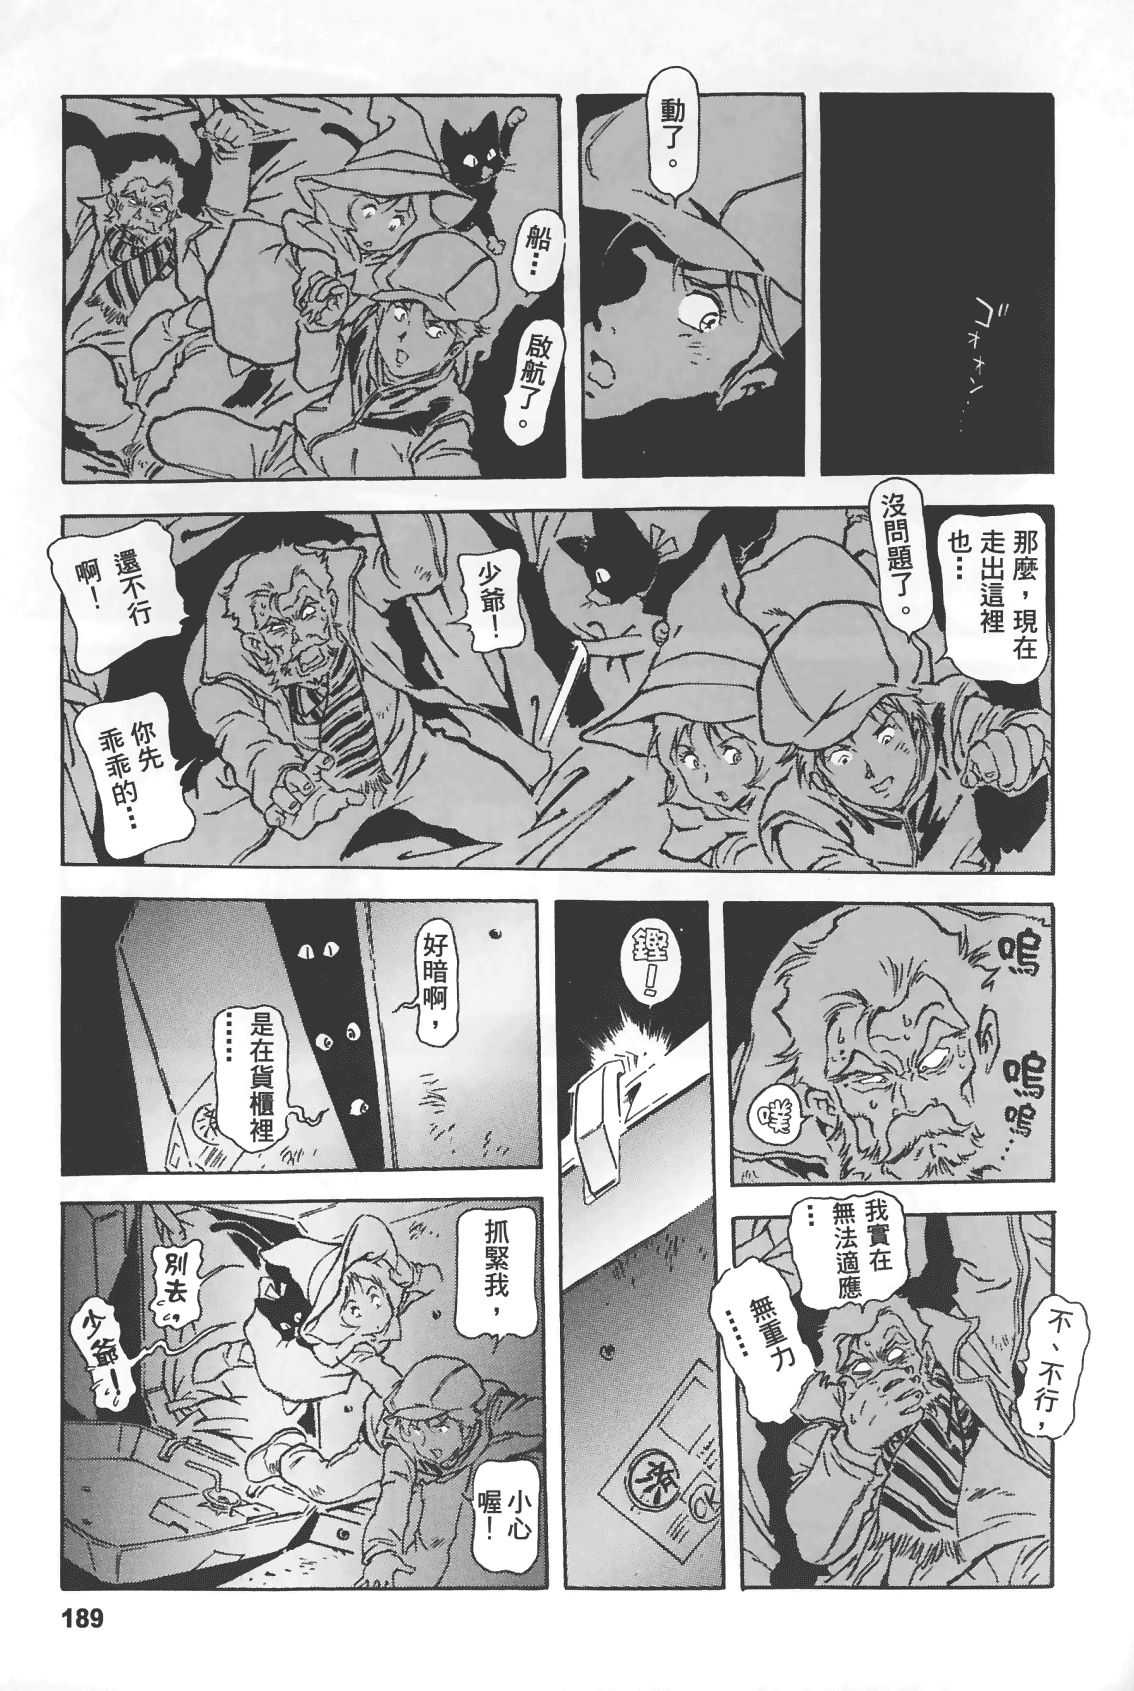 ゴォォン…
動了。
船…
啟航了。
那麼，現在
走出這裡
也…
沒問題了。
少爺！
還不行
啊！
你先
乖乖的…
嗚
嗚
嗚…
噗
不、不行，
我實在
無法適應
…
無重力
……
鏗！
済
OK
好暗啊，
是在貨櫃裡
……
抓緊我，
小心
喔！
別去，
少爺！
189